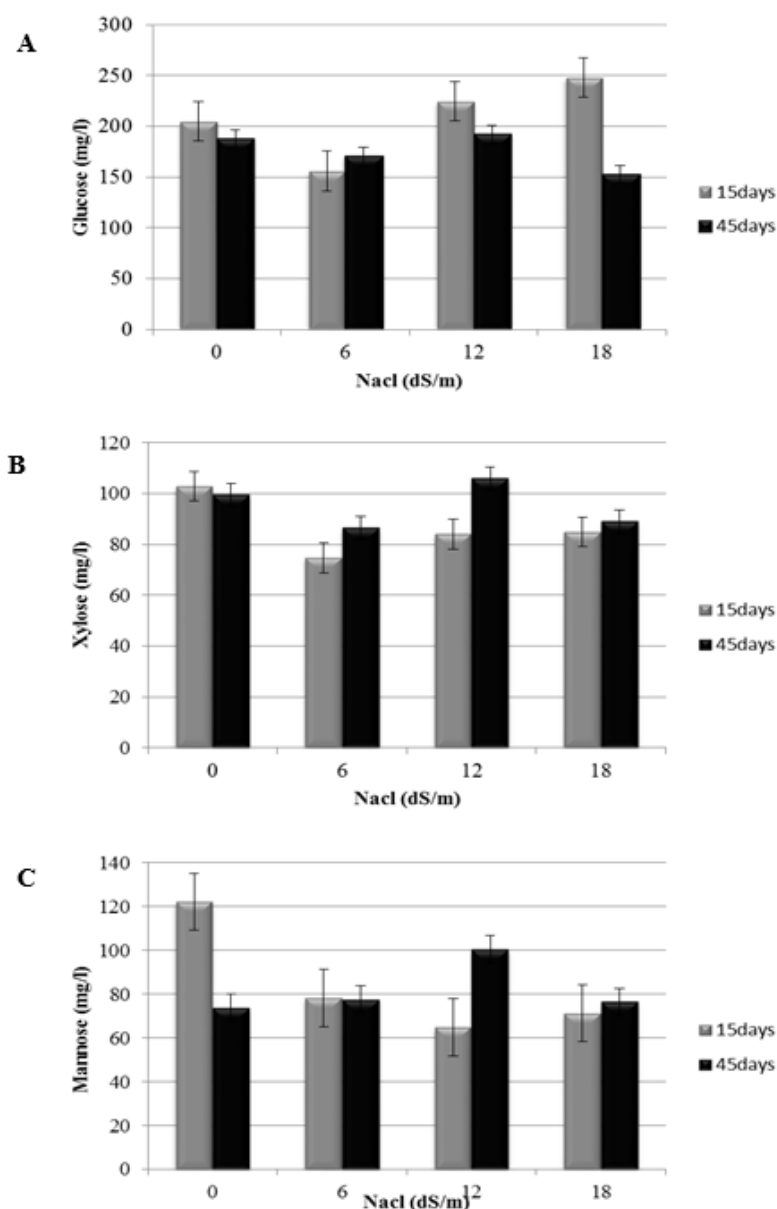 A
Glucose (mg/l)
300
250
200
150
100
50
0
0 6 12 18
Nacl (dS/m)
15days
45days
B
Xylose (mg/l)
120
100
80
60
40
20
0
0 6 12 18
Nacl (dS/m)
15days
45days
C
Mannose (mg/l)
140
120
100
80
60
40
20
0
0 6 12 18
Nacl (dS/m)
15days
45days